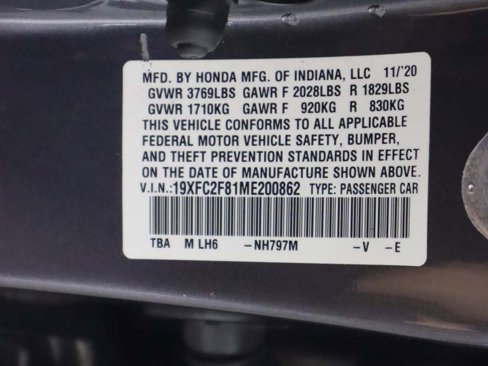 MFD. BY HONDA MFG. OF INDIANA, LLC 11/'20
GVWR 3769LBS GAWR F 2028LBS R 1829LBS
GVWR 1710KG GAWR F 920KG R 830KG
THIS VEHICLE CONFORMS TO ALL APPLICABLE
FEDERAL MOTOR VEHICLE SAFETY, BUMPER,
AND THEFT PREVENTION STANDARDS IN EFFECT
ON THE DATE OF MANUFACTURE SHOWN ABOVE.
V.I.N.:19XFC2F81ME200862 TYPE: PASSENGER CAR
TBA M LH6 -NH797M -V -E